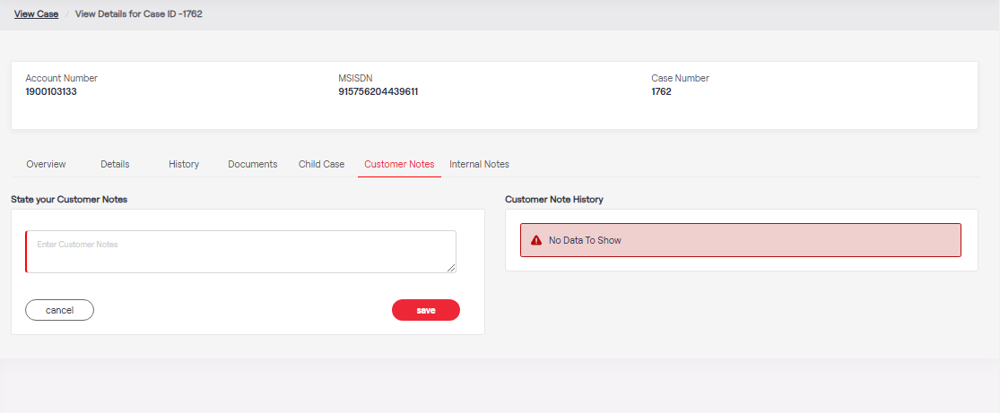 View Case / View Details for Case ID -1762
Account Number
1900103133
MSISDN
915756204439611
Case Number
1762
Overview Details History Documents Child Case Customer Notes Internal Notes
State your Customer Notes
Enter Customer Notes
cancel save
Customer Note History
No Data To Show